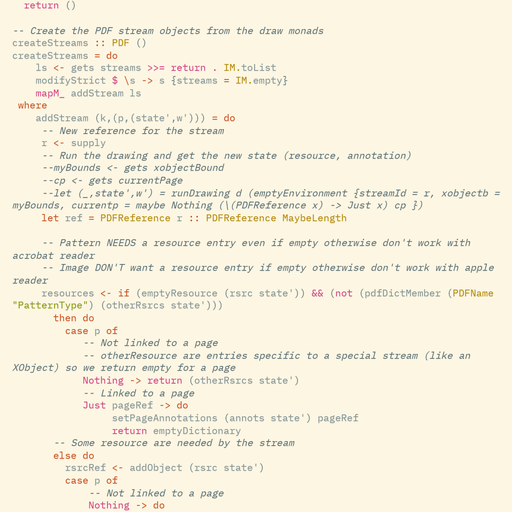 return ()
-- Create the PDF stream objects from the draw monads
createStreams :: PDF ()
createStreams = do
ls <- gets streams >>= return . IM.toList
modifyStrict $ \s -> s {streams = IM.empty}
mapM_ addStream ls
where
addStream (k,(p,(state',w'))) = do
-- New reference for the stream
r <- supply
-- Run the drawing and get the new state (resource, annotation)
--myBounds <- gets xobjectBound
--cp <- gets currentPage
--let (_,state',w') = runDrawing d (emptyEnvironment {streamId = r, xobjectb =
myBounds, currentp = maybe Nothing (\(PDFReference x) -> Just x) cp })
let ref = PDFReference r :: PDFReference MaybeLength
-- Pattern NEEDS a resource entry even if empty otherwise don't work with
acrobat reader
-- Image DON'T want a resource entry if empty otherwise don't work with apple
reader
resources <- if (emptyResource (rsrc state')) && (not (pdfDictMember (PDFName
"PatternType") (otherRsrcs state')))
then do
case p of
-- Not linked to a page
-- otherResource are entries specific to a special stream (like an
XObject) so we return empty for a page
Nothing -> return (otherRsrcs state')
-- Linked to a page
Just pageRef -> do
setPageAnnotations (annots state') pageRef
return emptyDictionary
-- Some resource are needed by the stream
else do
rsrcRef <- addObject (rsrc state')
case p of
-- Not linked to a page
Nothing -> do